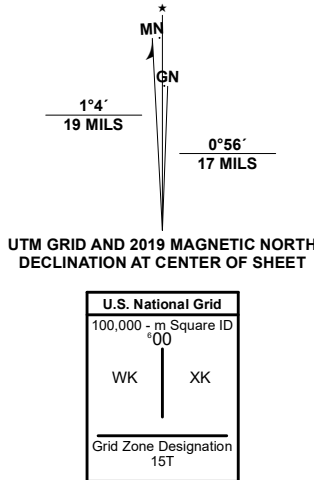 MN
GN
1°4´
19 MILS
0°56´
17 MILS
UTM GRID AND 2019 MAGNETIC NORTH
DECLINATION AT CENTER OF SHEET
U.S. National Grid
100,000 - m Square ID
⁶00
WK XK
Grid Zone Designation
15T